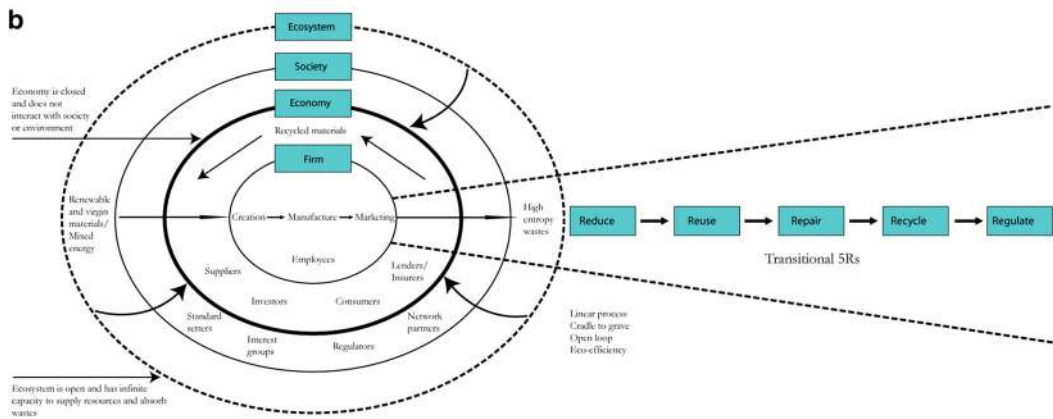 b
Ecosystem
Society
Economy is closed
and does not
interact with society
or environment
Economy
Recycled materials
Firm
Renewable
and virgin
materials/
Mixed
energy
Creation
Manufacture
Marketing
High
entropy
wastes
Reduce
Reuse
Repair
Recycle
Regulate
Transitional 5Rs
Employees
Suppliers
Lenders/
Insurers
Investors
Consumers
Standard
setters
Network
partners
Interest
groups
Regulators
Linear process
Cradle to grave
Open loop
Eco-efficiency
Ecosystem is open and has infinite
capacity to supply resources and absorb
wastes